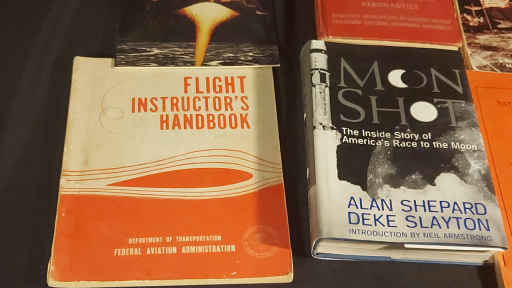 FLIGHT
INSTRUCTOR'S
HANDBOOK
DEPARTMENT OF TRANSPORTATION
FEDERAL AVIATION ADMINISTRATION
AERONAUTICS
MOON
SHOT
The Inside Story of
America's Race to the Moon
ALAN SHEPARD
DEKE SLAYTON
INTRODUCTION BY NEIL ARMSTRONG